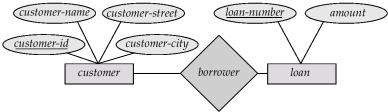 customer-name customer-street loan-number amount
customer-id customer-city
customer borrower loan